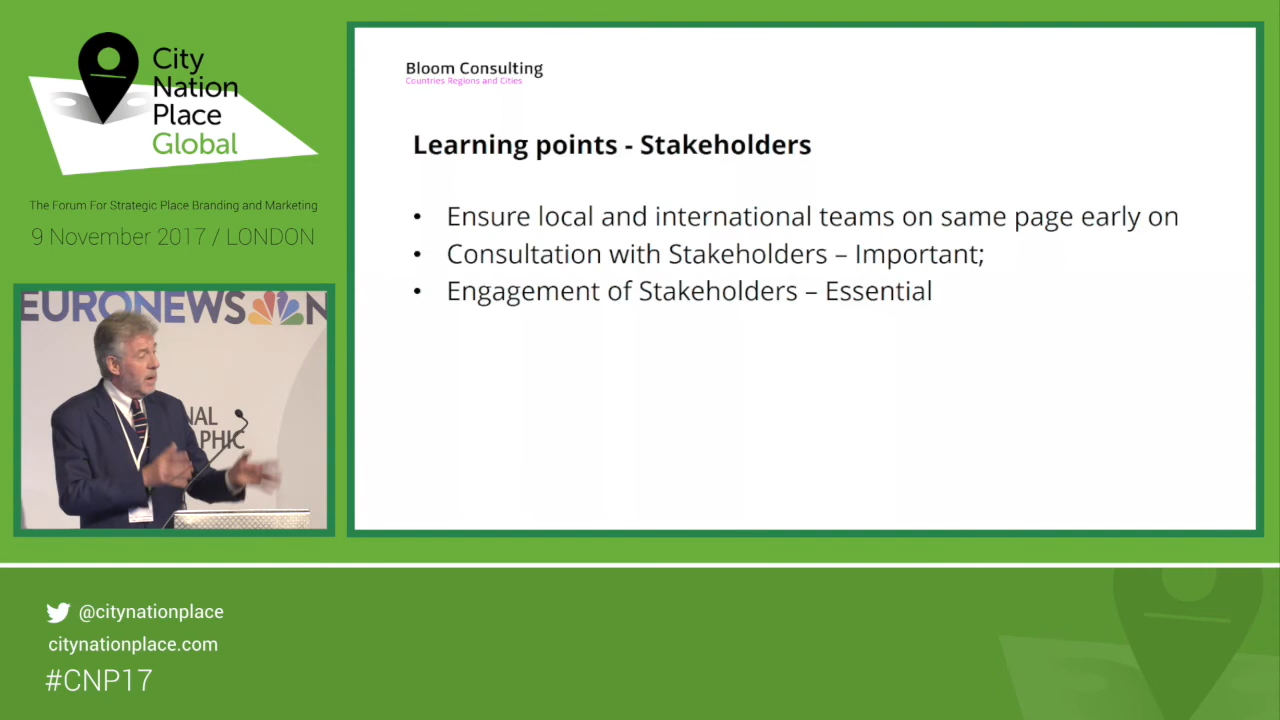 City
Nation
Place
Global
The Forum For Strategic Place Branding and Marketing
9 November 2017 / LONDON
EURONEWS N
NAL
PHIC
Bloom Consulting
Countries Regions and Cities
Learning points - Stakeholders
• Ensure local and international teams on same page early on
• Consultation with Stakeholders – Important;
• Engagement of Stakeholders – Essential
@citynationplace
citynationplace.com
#CNP17